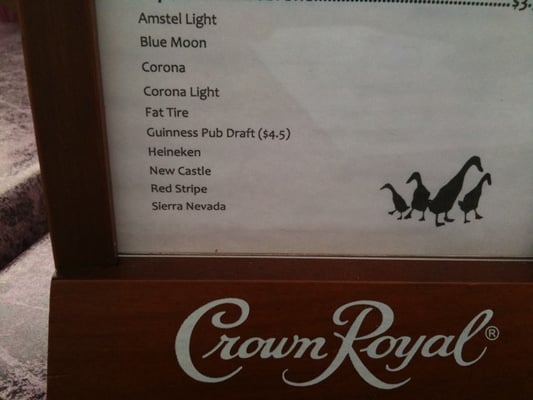 Amstel Light
Blue Moon
Corona
Corona Light
Fat Tire
Guinness Pub Draft ($4.5)
Heineken
New Castle
Red Stripe
Sierra Nevada
Crown Royal®